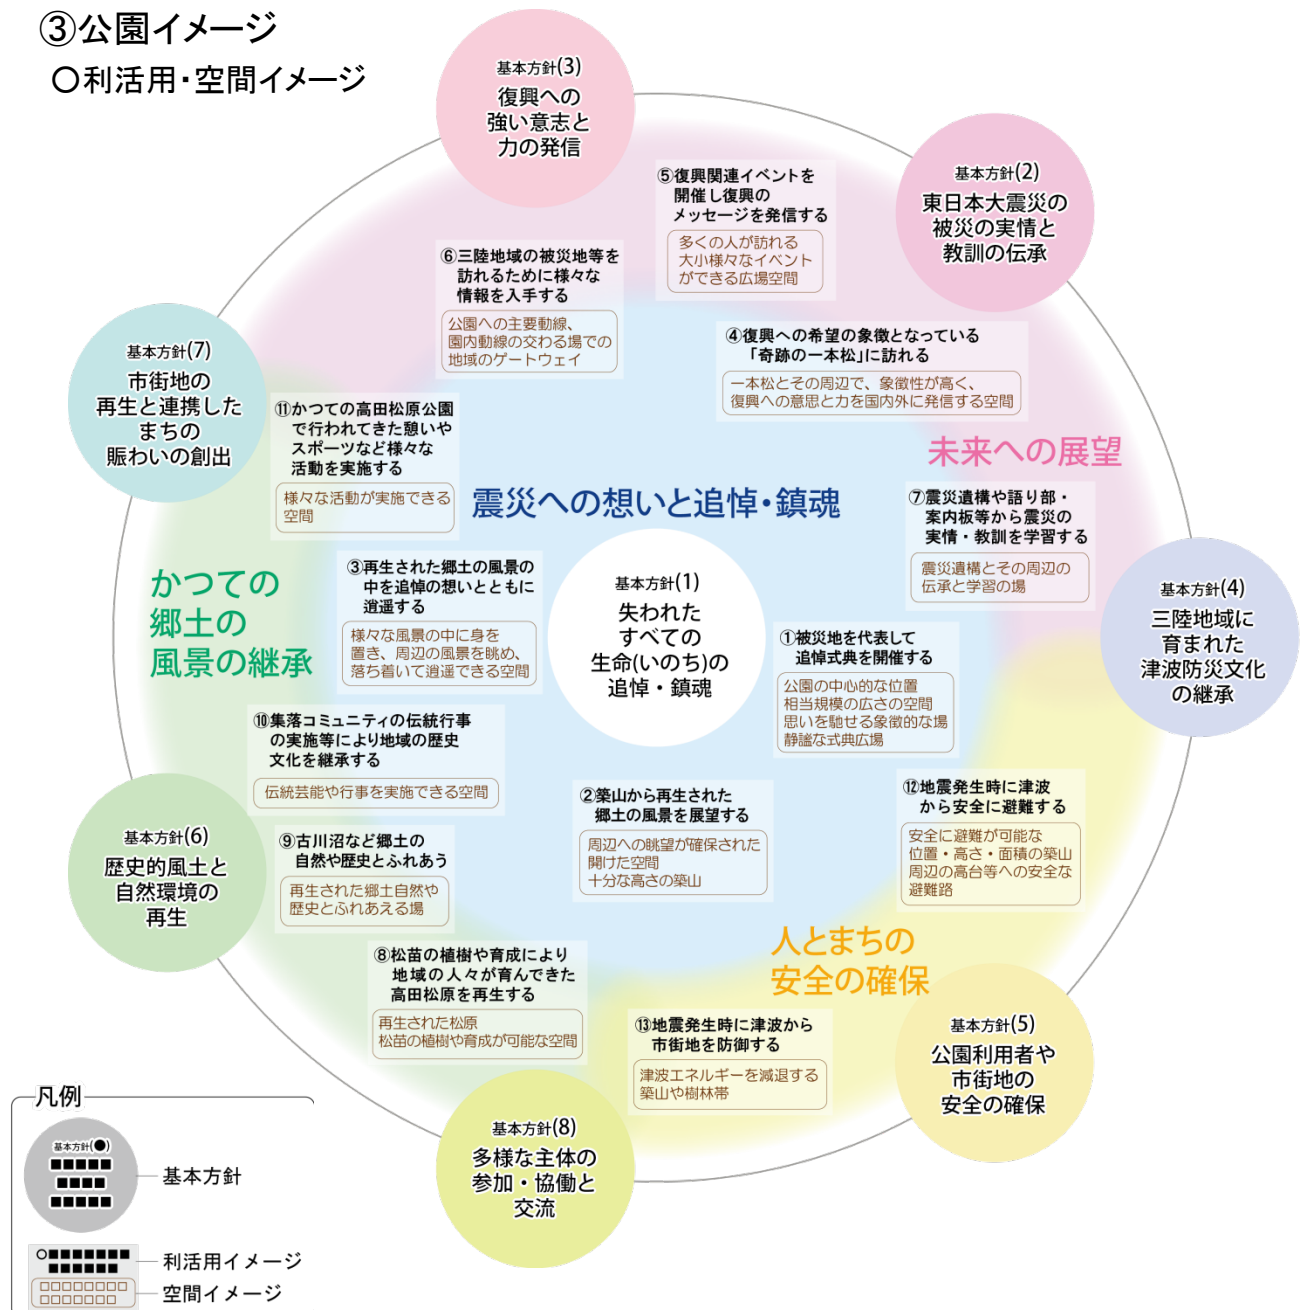 ③公園イメージ
〇利活用・空間イメージ
基本方針(3)
復興への
強い意志と
力の発信
基本方針(2)
東日本大震災の
被災の実情と
教訓の伝承
⑤復興関連イベントを
開催し復興の
メッセージを発信する
多くの人が訪れる
大小様々なイベント
ができる広場空間
⑥三陸地域の被災地等を
訪れるために様々な
情報を入手する
公園への主要動線、
園内動線の交わる場での
地域のゲートウェイ
④復興への希望の象徴となっている
「奇跡の一本松」に訪れる
一本松とその周辺で、象徴性が高く、
復興への意思と力を国内外に発信する空間
基本方針(7)
市街地の
再生と連携した
まちの
賑わいの創出
⑪かつての高田松原公園
で行われてきた憩いや
スポーツなど様々な
活動を実施する
様々な活動が実施できる
空間
未来への展望
震災への想いと追悼・鎮魂
⑦震災遺構や語り部・
案内板等から震災の
実情・教訓を学習する
震災遺構とその周辺の
伝承と学習の場
かつての
郷土の
風景の継承
③再生された郷土の風景の
中を追悼の想いとともに
逍遥する
様々な風景の中に身を
置き、周辺の風景を眺め、
落ち着いて逍遥できる空間
基本方針(1)
失われた
すべての
生命(いのち)の
追悼・鎮魂
①被災地を代表して
追悼式典を開催する
公園の中心的な位置
相当規模の広さの空間
思いを馳せる象徴的な場
静謐な式典広場
基本方針(4)
三陸地域に
育まれた
津波防災文化
の継承
⑩集落コミュニティの伝統行事
の実施等により地域の歴史
文化を継承する
伝統芸能や行事を実施できる空間
②築山から再生された
郷土の風景を展望する
周辺への眺望が確保された
開けた空間
十分な高さの築山
⑫地震発生時に津波
から安全に避難する
安全に避難が可能な
位置・高さ・面積の築山
周辺の高台等への安全な
避難路
基本方針(6)
歴史的風土と
自然環境の
再生
⑨古川沼など郷土の
自然や歴史とふれあう
再生された郷土自然や
歴史とふれあえる場
人とまちの
安全の確保
⑧松苗の植樹や育成により
地域の人々が育んできた
高田松原を再生する
再生された松原
松苗の植樹や育成が可能な空間
⑬地震発生時に津波から
市街地を防御する
津波エネルギーを減退する
築山や樹林帯
基本方針(5)
公園利用者や
市街地の
安全の確保
基本方針(8)
多様な主体の
参加・協働と
交流
凡例
基本方針(●)
■■■■■
■■■■
■■■■■
基本方針
○■■■■■■■
■■■■■■
利活用イメージ
□□□□□□□□
□□□□□□□
空間イメージ